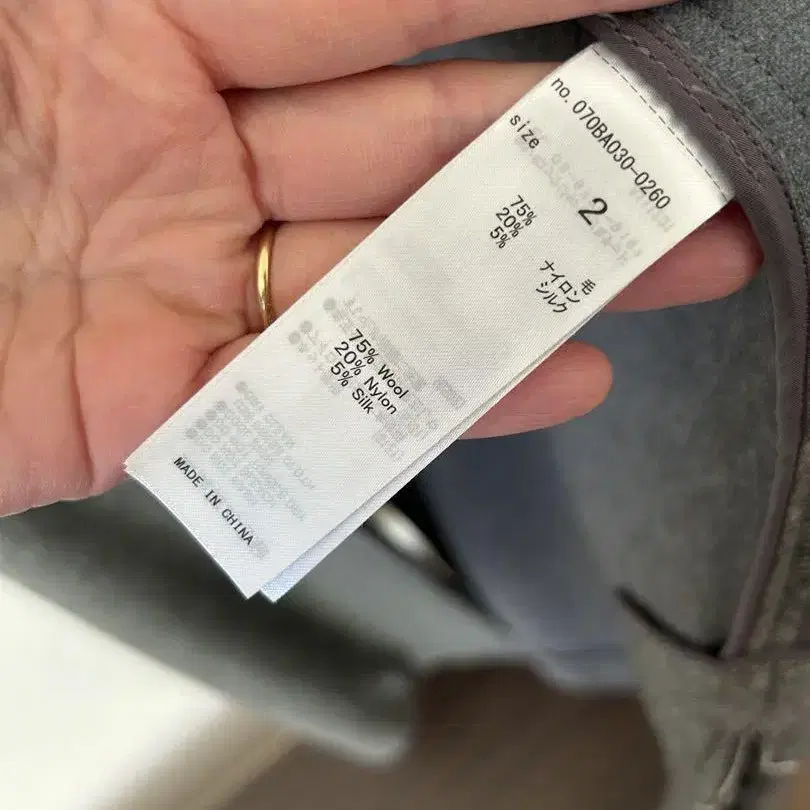 no. 070BA030-0260
size
2
75% 毛
20% ナイロン
5% シルク
75% Wool
20% Nylon
5% Silk
MADE IN CHINA